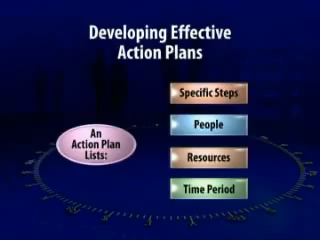 Developing Effective
Action Plans
An
Action Plan
Lists:
Specific Steps
People
Resources
Time Period